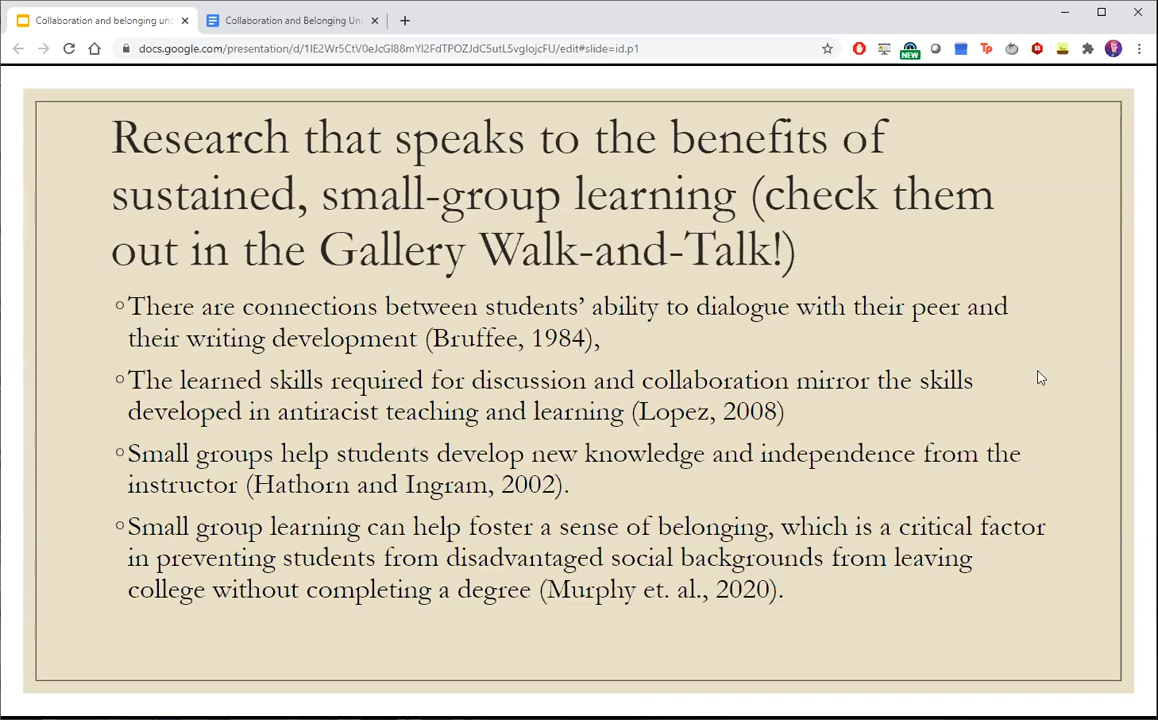 Collaboration and belonging unc
Collaboration and Belonging Und
docs.google.com/presentation/d/1IE2Wr5CtV0eJcGl88mYl2FdTPOZJdC5utL5vglojcFU/edit#slide=id.p1
NEW
Tp
Research that speaks to the benefits of
sustained, small-group learning (check them
out in the Gallery Walk-and-Talk!)
There are connections between students’ ability to dialogue with their peer and
their writing development (Bruffee, 1984),
The learned skills required for discussion and collaboration mirror the skills
developed in antiracist teaching and learning (Lopez, 2008)
Small groups help students develop new knowledge and independence from the
instructor (Hathorn and Ingram, 2002).
Small group learning can help foster a sense of belonging, which is a critical factor
in preventing students from disadvantaged social backgrounds from leaving
college without completing a degree (Murphy et. al., 2020).